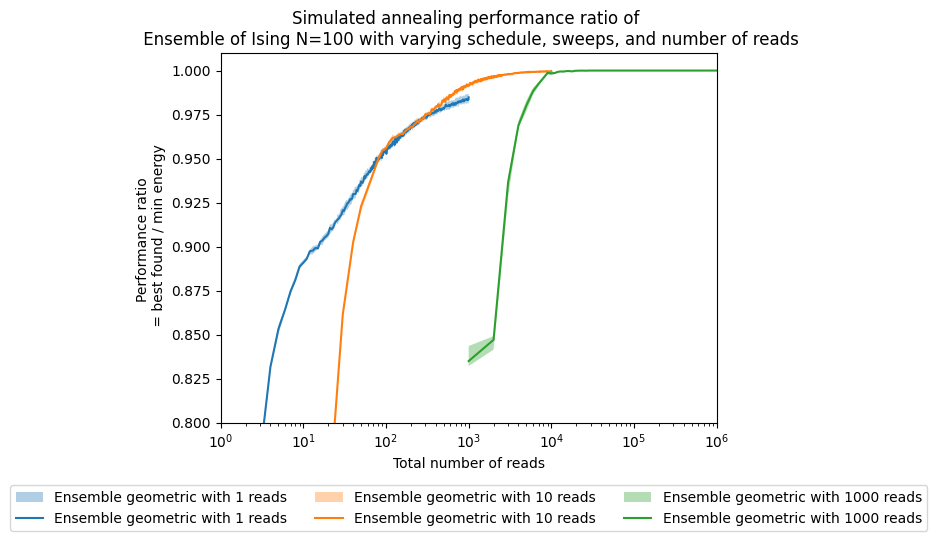 Simulated annealing performance ratio of
Ensemble of Ising N=100 with varying schedule, sweeps, and number of reads
Performance ratio
= best found / min energy
1.000
0.975
0.950
0.925
0.900
0.875
0.850
0.825
0.800
10^0 10^1 10^2 10^3 10^4 10^5 10^6
Total number of reads
Ensemble geometric with 1 reads Ensemble geometric with 10 reads Ensemble geometric with 1000 reads
Ensemble geometric with 1 reads Ensemble geometric with 10 reads Ensemble geometric with 1000 reads